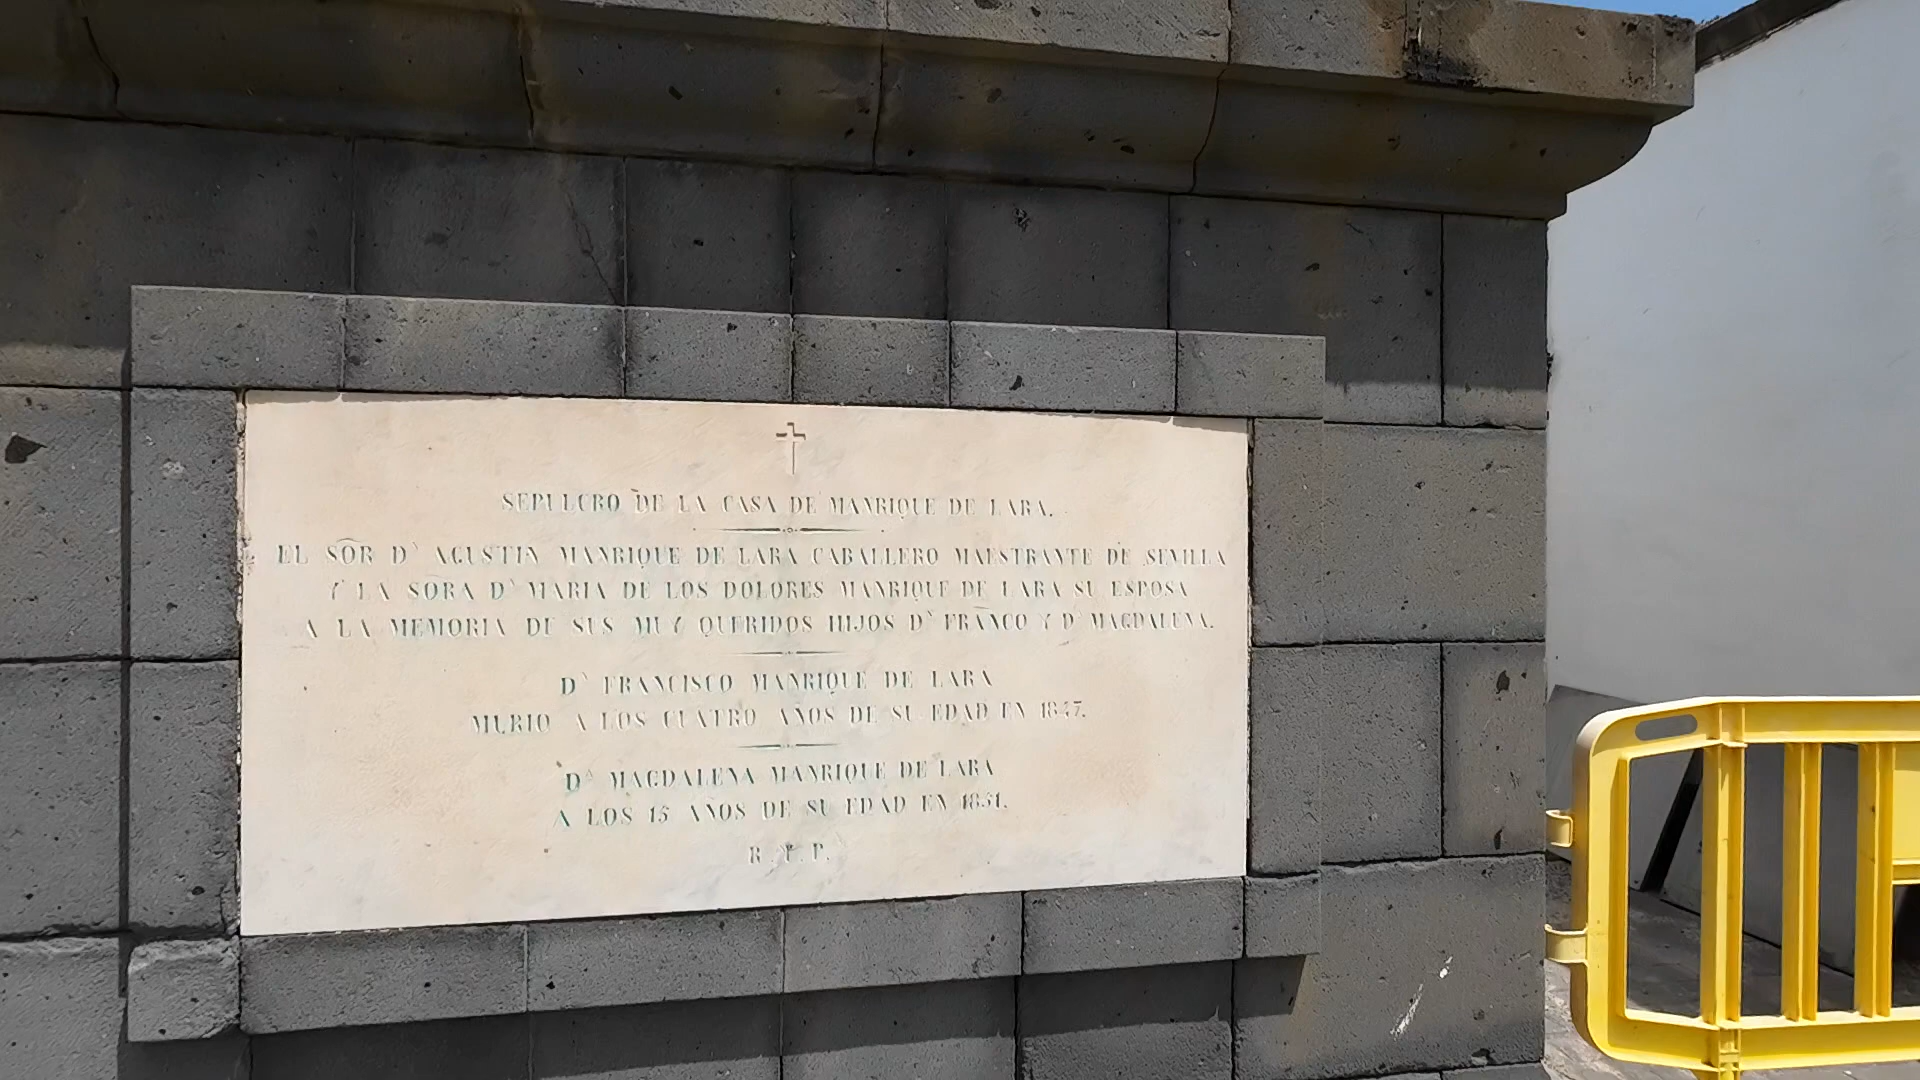 SEPULCRO DE LA CASA DE MANRIQUE DE LARA.
EL SOR̃ Dⁿ AGUSTIN MANRIQUE DE LARA CABALLERO MAESTRANTE DE SEVILLA
Y LA SOR̃A Dª MARIA DE LOS DOLORES MANRIQUE DE LARA SU ESPOSA
A LA MEMORIA DE SUS MUY QUERIDOS HIJOS Dⁿ FRAÑCO Y Dª MAGDALENA.
Dⁿ FRANCISCO MANRIQUE DE LARA
MURIO A LOS CUATRO AÑOS DE SU EDAD EN 1847.
Dª MAGDALENA MANRIQUE DE LARA
A LOS 15 AÑOS DE SU EDAD EN 1851.
R.I.P.